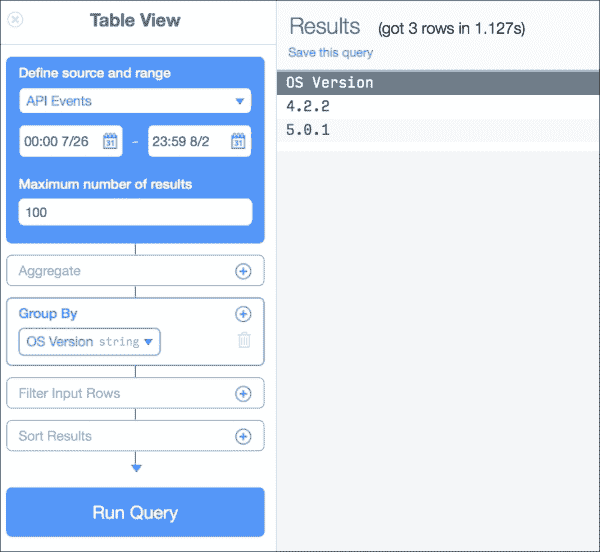 Table View
Define source and range
API Events
00:00 7/26 - 23:59 8/2
31 31
Maximum number of results
100
Aggregate
Group By
OS Version string
Filter Input Rows
Sort Results
Run Query
Results (got 3 rows in 1.127s)
Save this query
OS Version
4.2.2
5.0.1